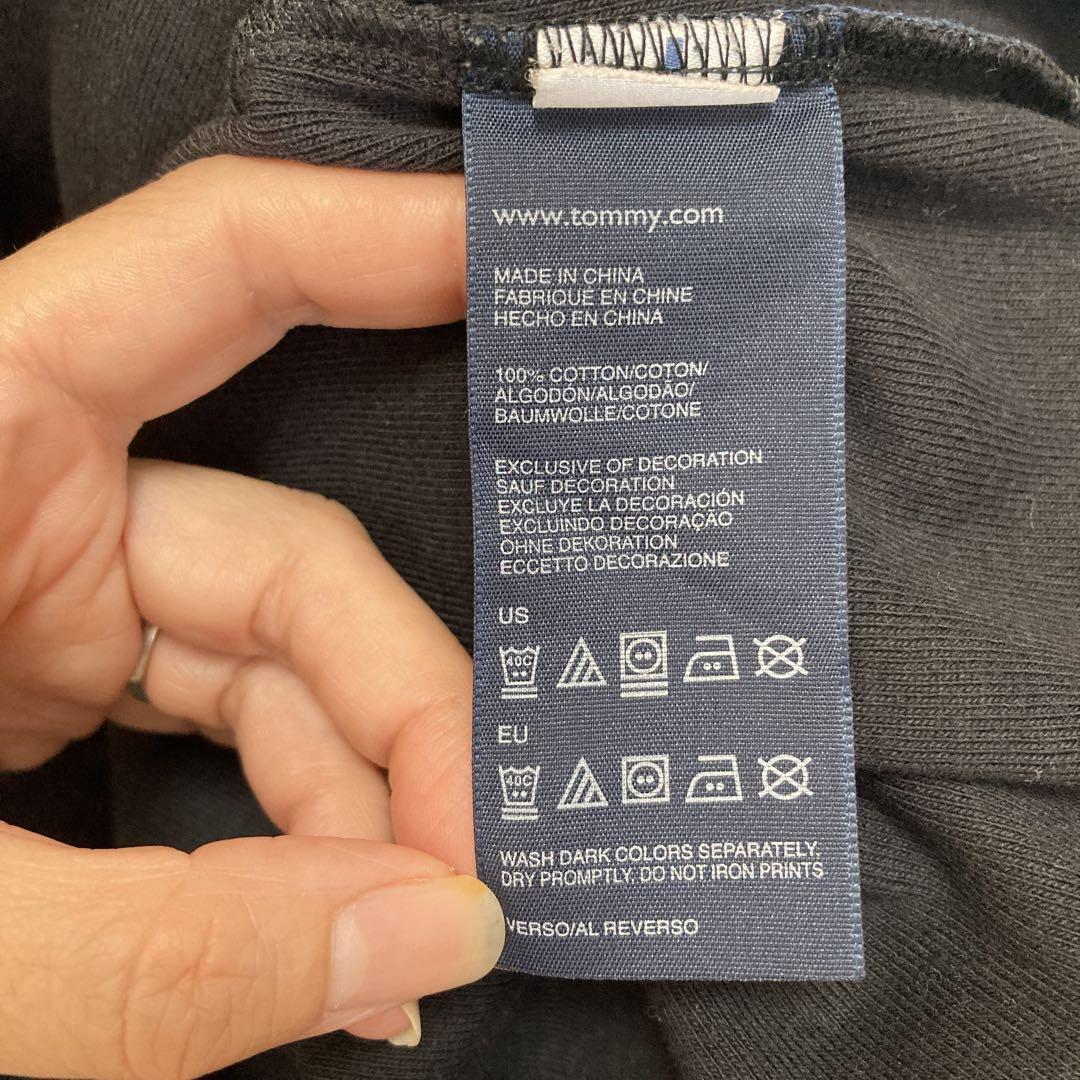 www.tommy.com
MADE IN CHINA
FABRIQUÉ EN CHINE
HECHO EN CHINA
100% COTTON/COTON/
ALGODÓN/ALGODÃO/
BAUMWOLLE/COTONE
EXCLUSIVE OF DECORATION
SAUF DECORATION
EXCLUYE LA DECORACIÓN
EXCLUINDO DECORAÇÃO
OHNE DEKORATION
ECCETTO DECORAZIONE
US
40C
EU
40C
WASH DARK COLORS SEPARATELY.
DRY PROMPTLY. DO NOT IRON PRINTS
VERSO/AL REVERSO